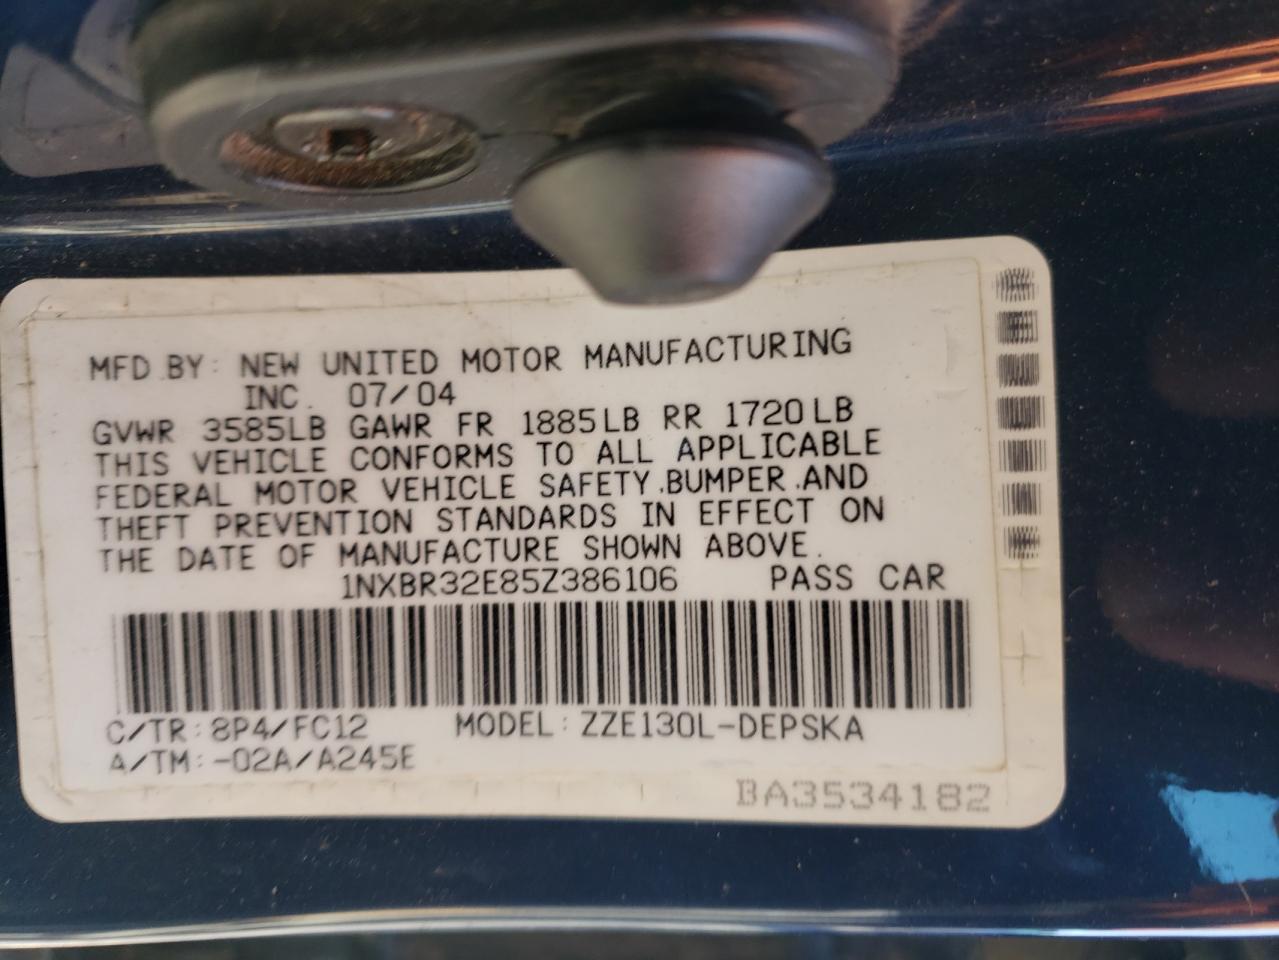 MFD.BY: NEW UNITED MOTOR MANUFACTURING
INC. 07/04
GVWR 3585LB GAWR FR 1885LB RR 1720LB
THIS VEHICLE CONFORMS TO ALL APPLICABLE
FEDERAL MOTOR VEHICLE SAFETY,BUMPER,AND
THEFT PREVENTION STANDARDS IN EFFECT ON
THE DATE OF MANUFACTURE SHOWN ABOVE.
1NXBR32E85Z386106 PASS CAR
C/TR:8P4/FC12 MODEL:ZZE130L-DEPSKA
A/TM:-02A/A245E
BA3534182